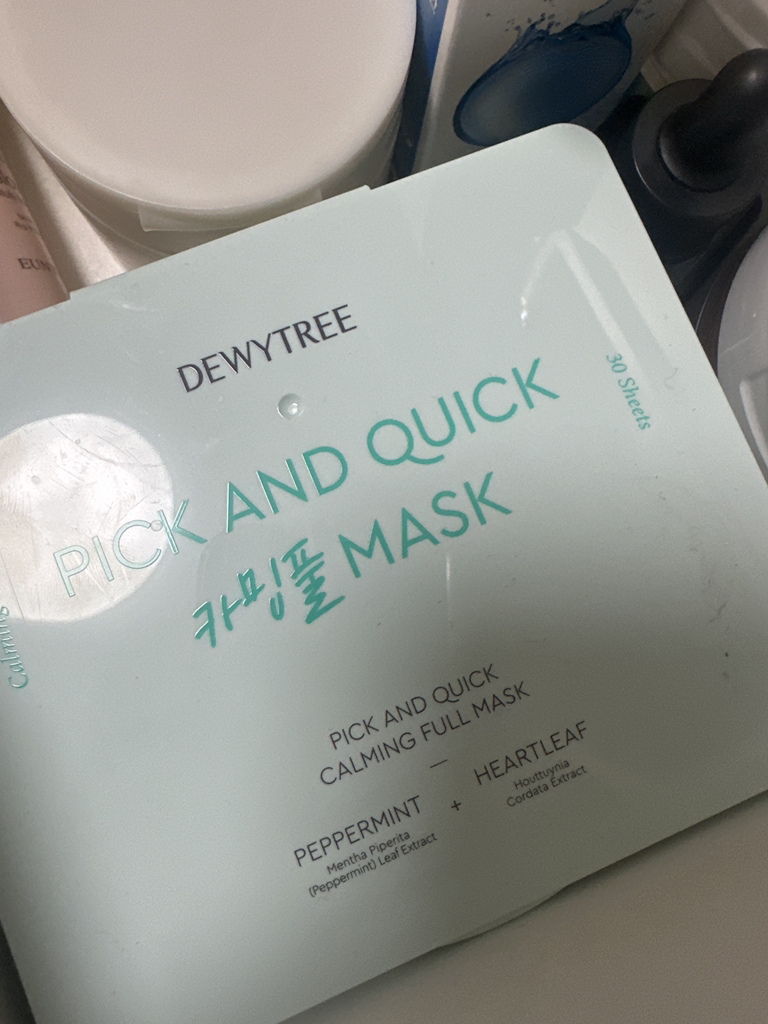 DEWYTREE
PICK AND QUICK
카밍풀 MASK
30 Sheets
Calming
PICK AND QUICK
CALMING FULL MASK
PEPPERMINT
Mentha Piperita
(Peppermint) Leaf Extract
+
HEARTLEAF
Houttuynia
Cordata Extract